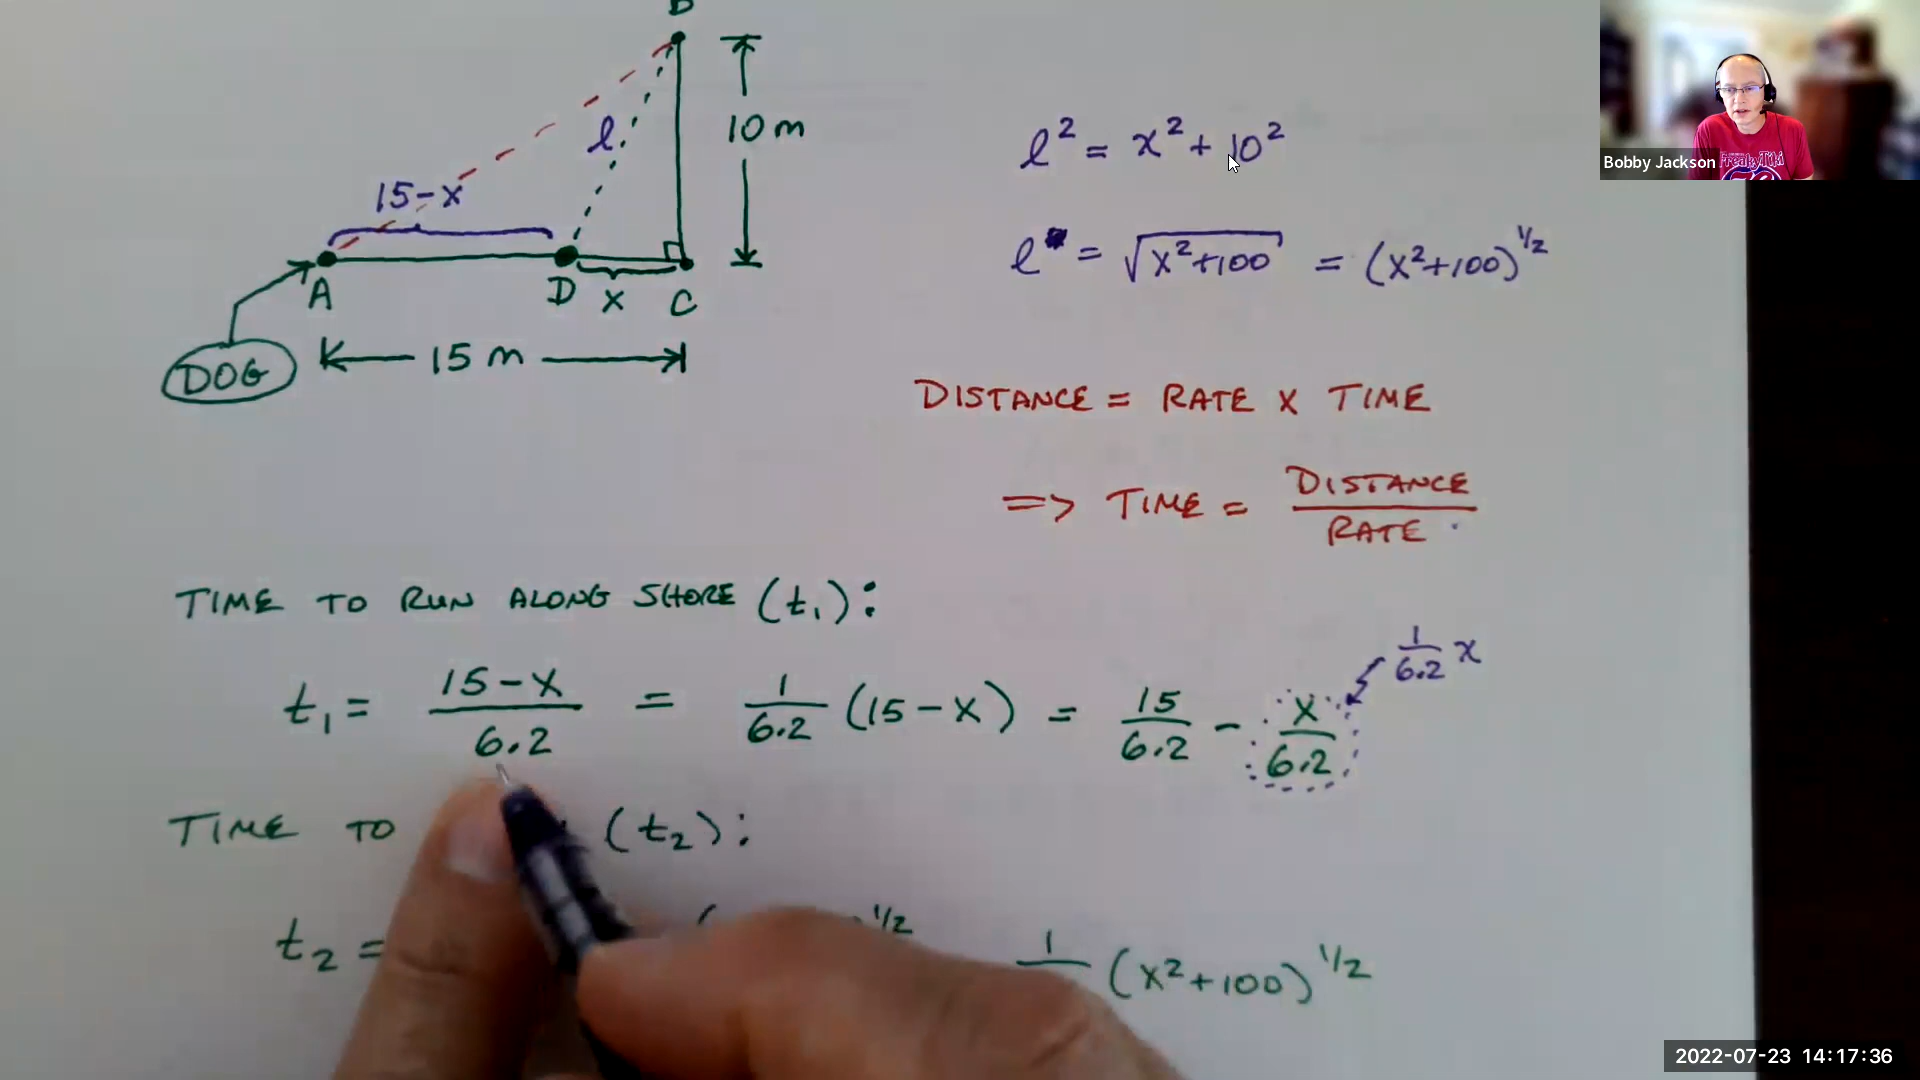 B
10 m
l
15-x
A
D
x
C
15 m
DOG
l² = x² + 10²
l = √x²+100 = (x²+100)^1/2
DISTANCE = RATE X TIME
=> TIME = DISTANCE
RATE
TIME TO RUN ALONG SHORE (t₁):
t₁ = 15-x / 6.2 = 1/6.2 (15-x) = 15/6.2 - x/6.2
1/6.2 x
TIME TO (t₂):
t₂ = ( 1/2 1 (x²+100)^1/2
Bobby Jackson
FreakyTiki
2022-07-23 14:17:36